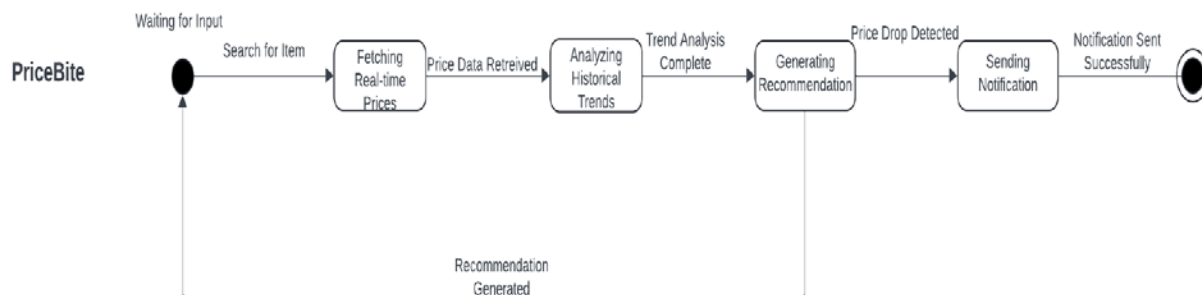 Waiting for Input
PriceBite
Search for Item
Fetching
Real-time
Prices
Price Data Retreived
Analyzing
Historical
Trends
Trend Analysis
Complete
Generating
Recommendation
Price Drop Detected
Sending
Notification
Notification Sent
Successfully
Recommendation
Generated